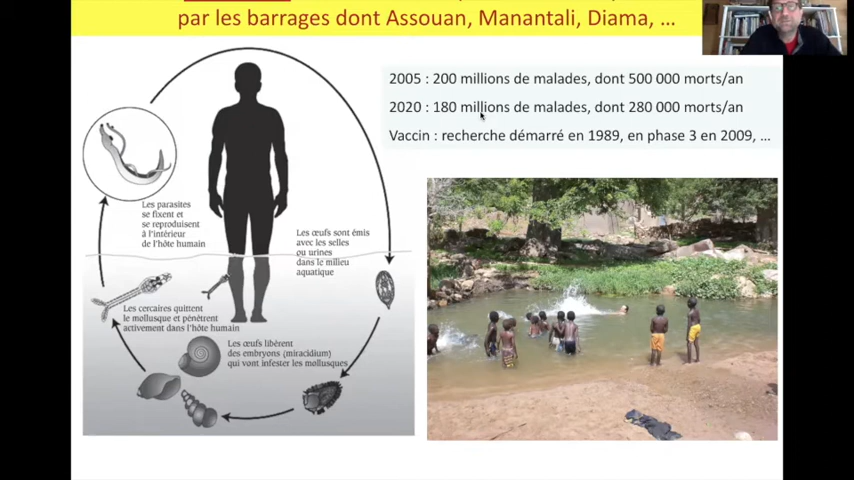 par les barrages dont Assouan, Manantali, Diama, ...
2005 : 200 millions de malades, dont 500 000 morts/an
2020 : 180 millions de malades, dont 280 000 morts/an
Vaccin : recherche démarré en 1989, en phase 3 en 2009, ...
Les parasites
se fixent et
se reproduisent
à l'intérieur
de l'hôte humain
Les œufs sont émis
avec les selles
ou urines
dans le milieu
aquatique
Les cercaires quittent
le mollusque et pénètrent
activement dans l'hôte humain
Les œufs libèrent
des embryons (miracidium)
qui vont infester les mollusques